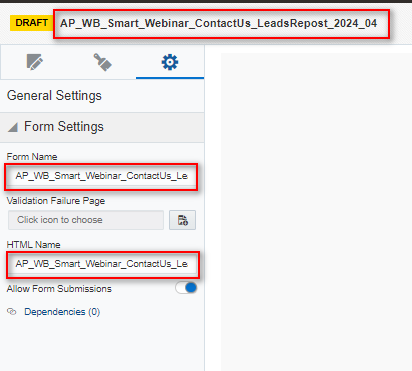 DRAFT AP_WB_Smart_Webinar_ContactUs_LeadsRepost_2024_04
General Settings
Form Settings
Form Name
AP_WB_Smart_Webinar_ContactUs_Le
Validation Failure Page
Click icon to choose
HTML Name
AP_WB_Smart_Webinar_ContactUs_Le
Allow Form Submissions
Dependencies (0)